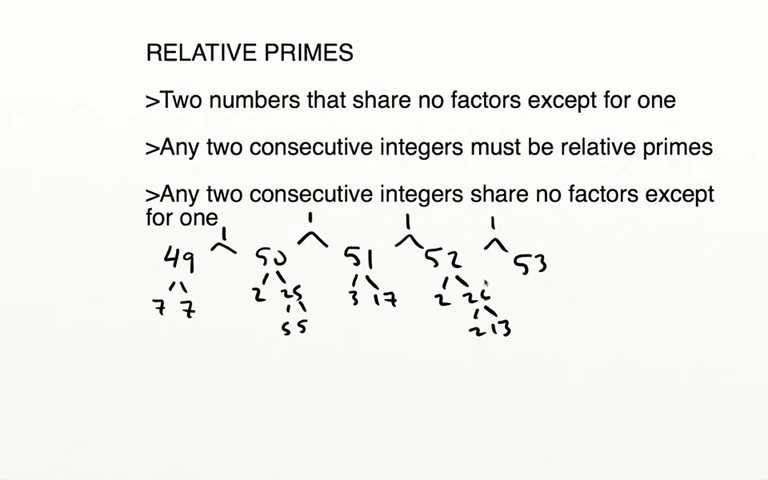 RELATIVE PRIMES
>Two numbers that share no factors except for one
>Any two consecutive integers must be relative primes
>Any two consecutive integers share no factors except
for one
1 1 1 1
49 50 51 52 53
7 7 2 25 3 17 2 26
5 5 2 13